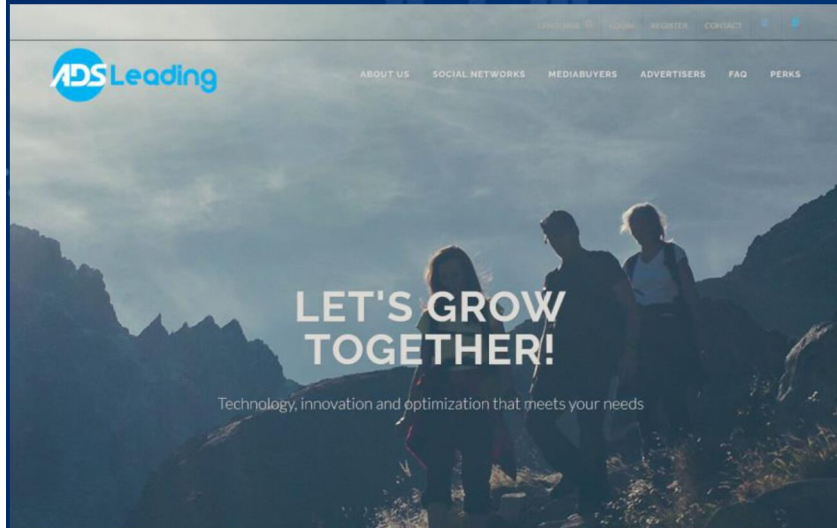 LANGUAGE LOGIN REGISTER CONTACT
ADSLeading
ABOUT US SOCIAL NETWORKS MEDIABUYERS ADVERTISERS FAQ PERKS
LET'S GROW
TOGETHER!
Technology, innovation and optimization that meets your needs